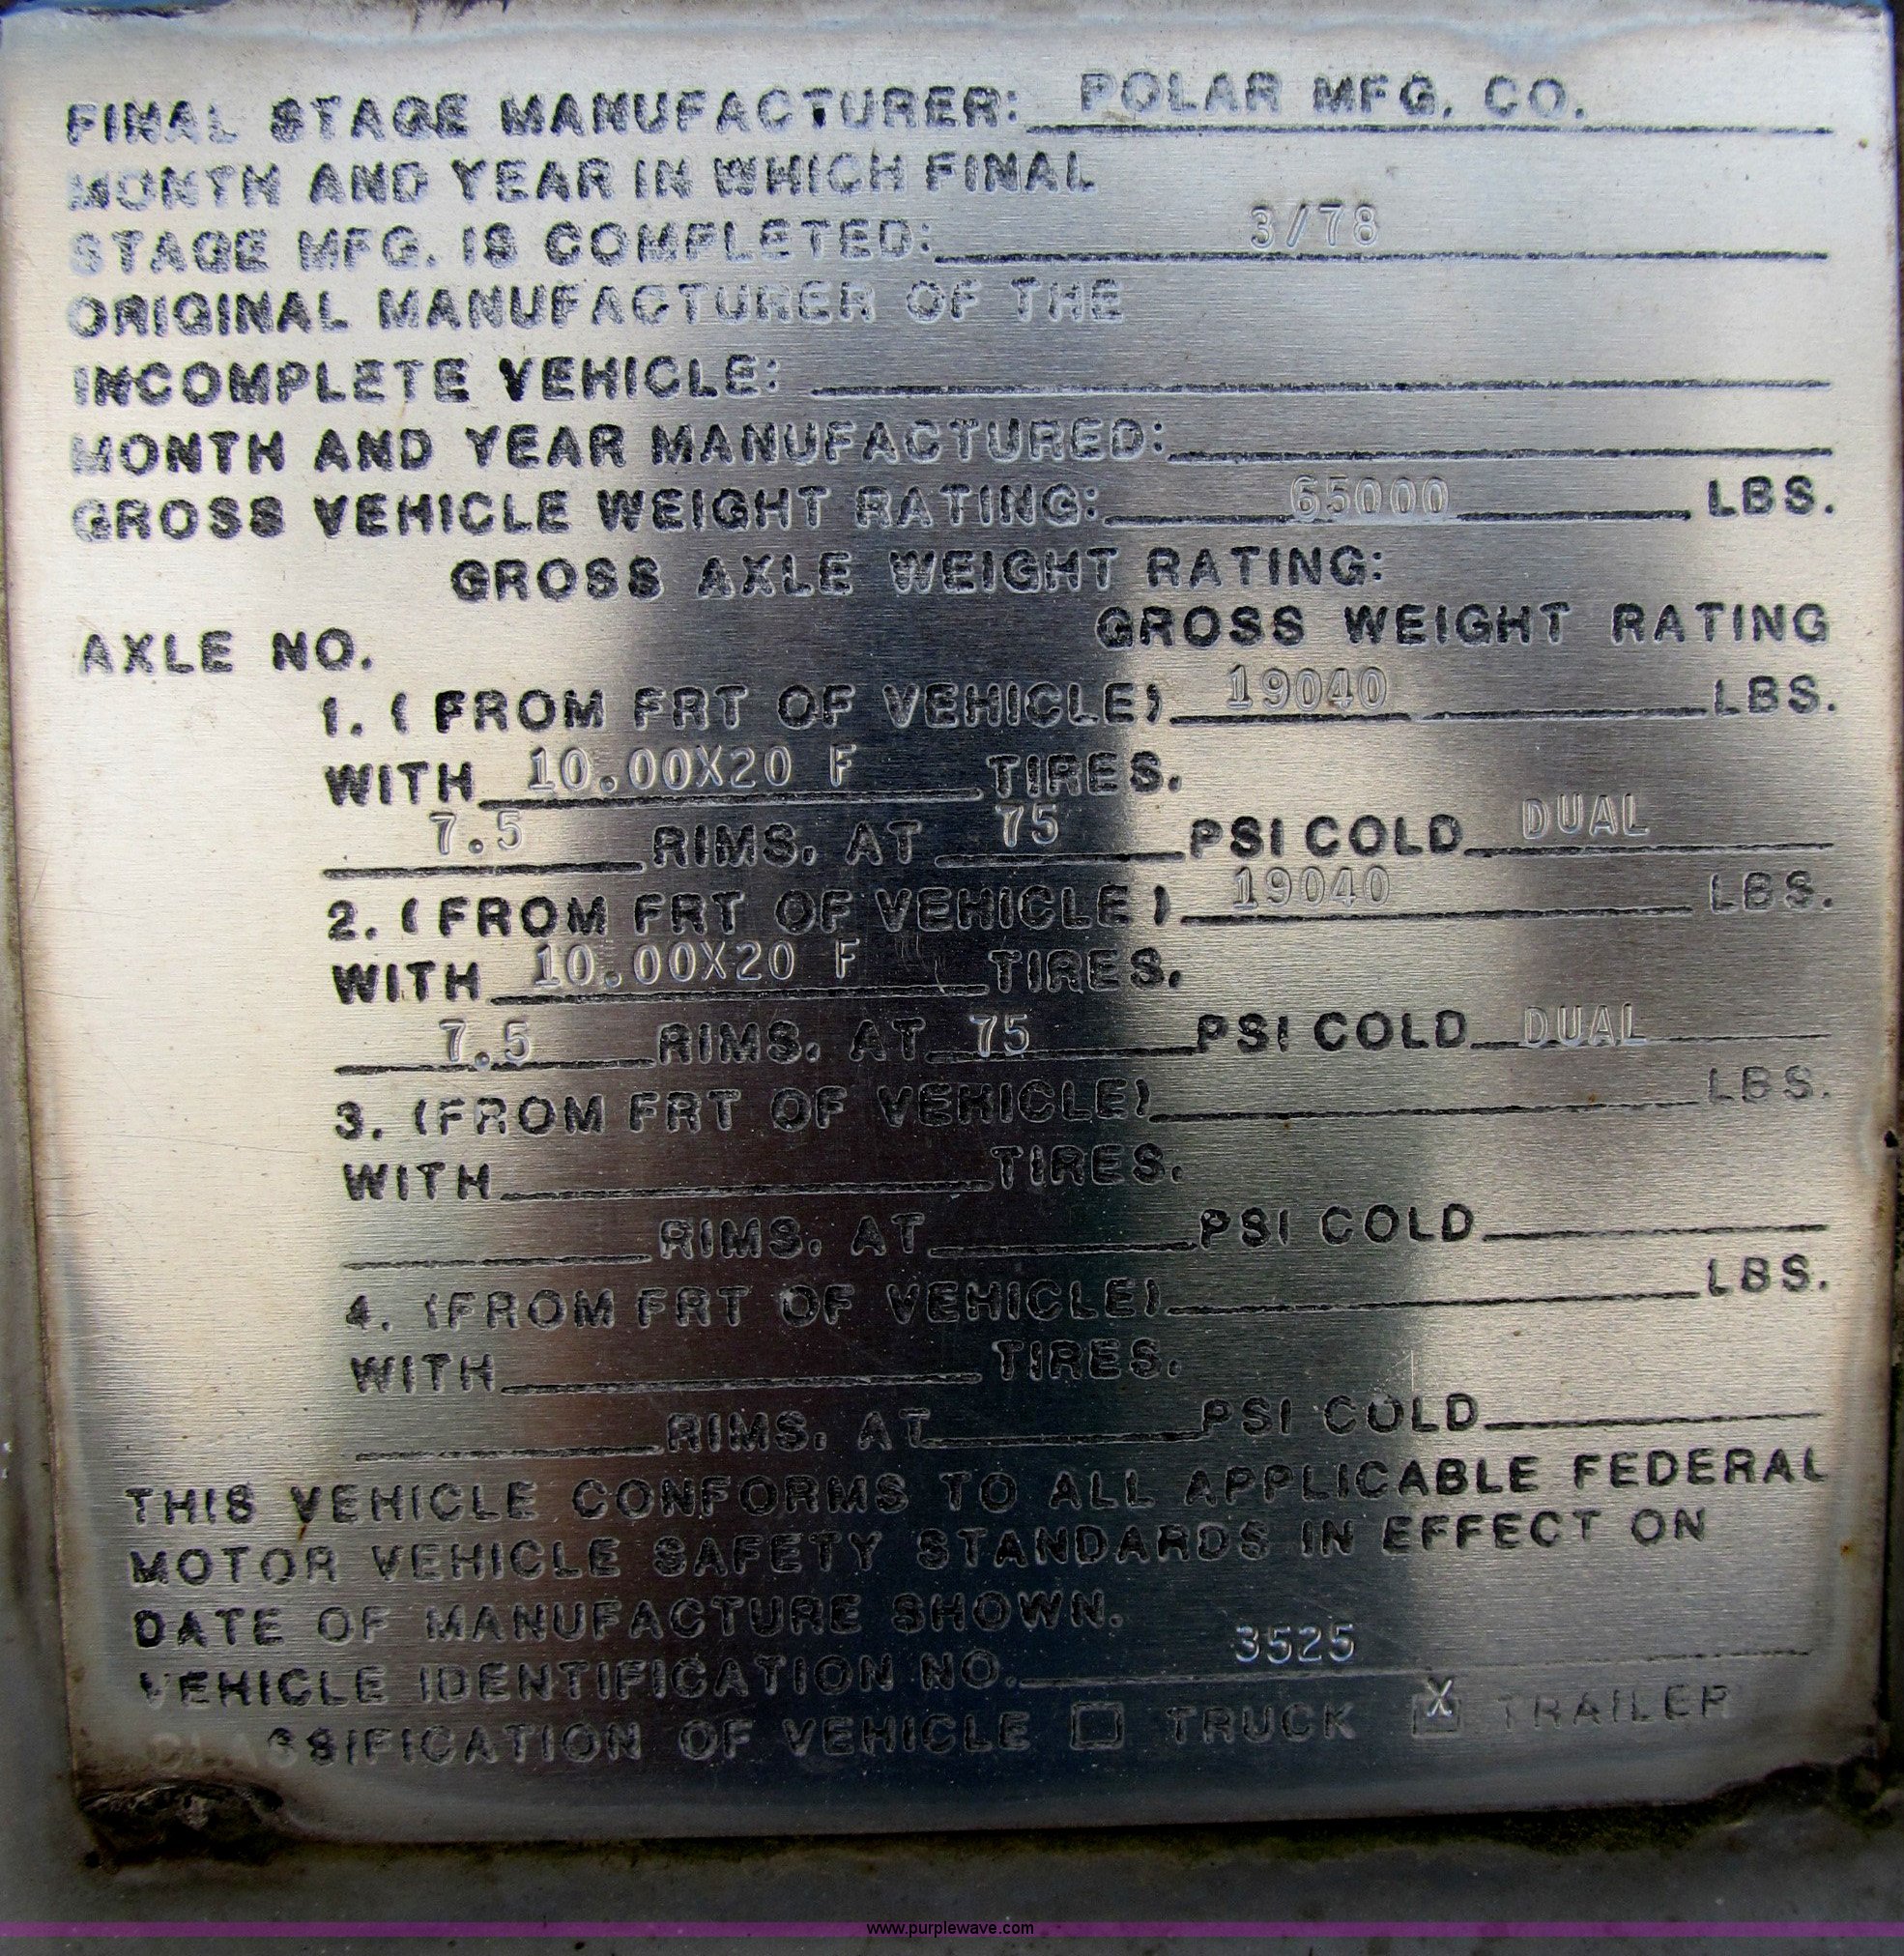 FINAL STAGE MANUFACTURER: POLAR MFG. CO.
MONTH AND YEAR IN WHICH FINAL
STAGE MFG. IS COMPLETED: 3/78
ORIGINAL MANUFACTURER OF THE
INCOMPLETE VEHICLE:
MONTH AND YEAR MANUFACTURED:
GROSS VEHICLE WEIGHT RATING: 65000 LBS.
GROSS AXLE WEIGHT RATING:
AXLE NO. GROSS WEIGHT RATING
1. (FROM FRT OF VEHICLE) 19040 LBS.
WITH 10.00X20 F TIRES.
7.5 RIMS. AT 75 PSI COLD DUAL
2. (FROM FRT OF VEHICLE) 19040 LBS.
WITH 10.00X20 F TIRES.
7.5 RIMS. AT 75 PSI COLD DUAL
3. (FROM FRT OF VEHICLE) LBS.
WITH TIRES.
RIMS. AT PSI COLD
4. (FROM FRT OF VEHICLE) LBS.
WITH TIRES.
RIMS. AT PSI COLD
THIS VEHICLE CONFORMS TO ALL APPLICABLE FEDERAL
MOTOR VEHICLE SAFETY STANDARDS IN EFFECT ON
DATE OF MANUFACTURE SHOWN.
VEHICLE IDENTIFICATION NO. 3525
CLASSIFICATION OF VEHICLE TRUCK X TRAILER
www.purplewave.com